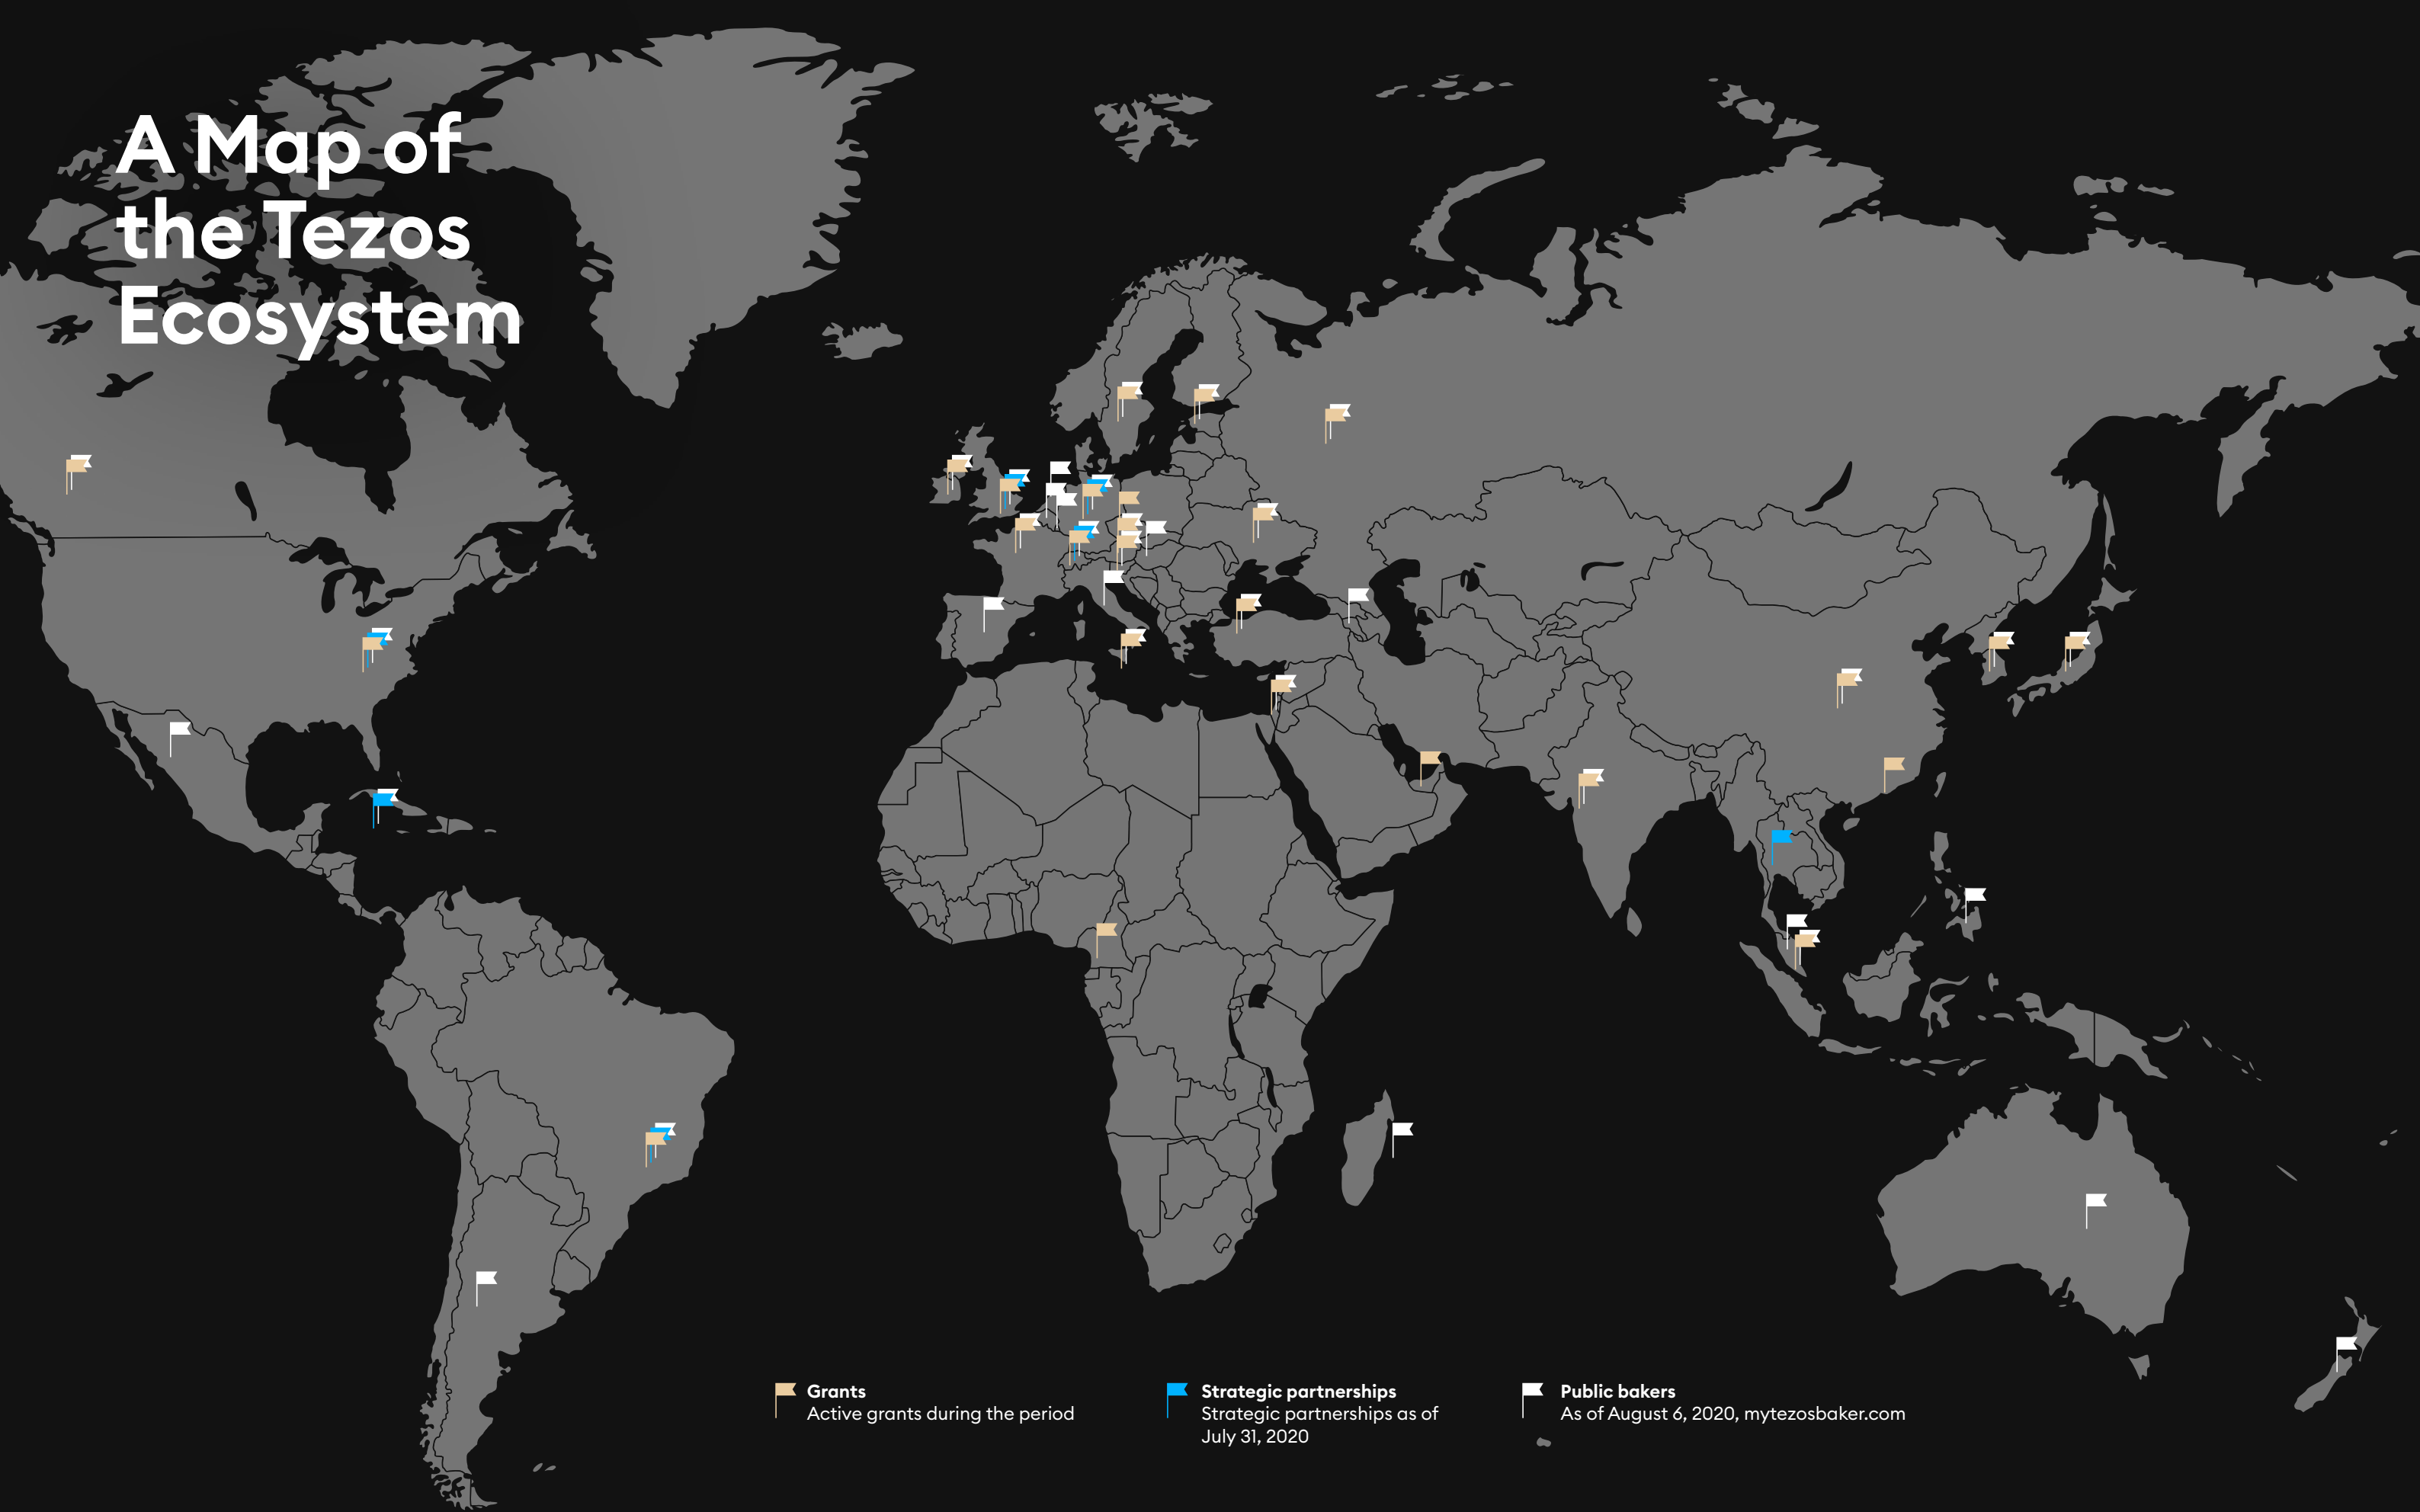 A Map of
the Tezos
Ecosystem
Grants
Active grants during the period
Strategic partnerships
Strategic partnerships as of
July 31, 2020
Public bakers
As of August 6, 2020, mytezosbaker.com